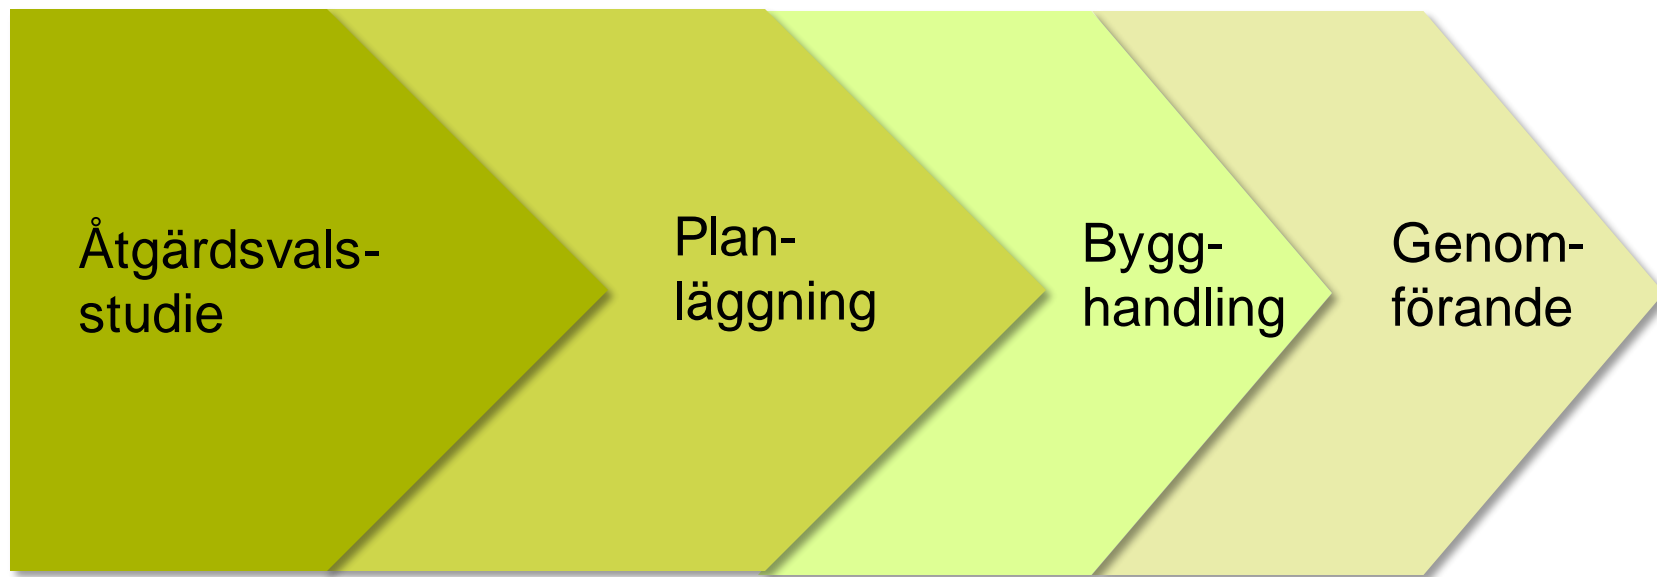 Åtgärdsvals-
studie
Plan-
läggning
Bygg-
handling
Genom-
förande